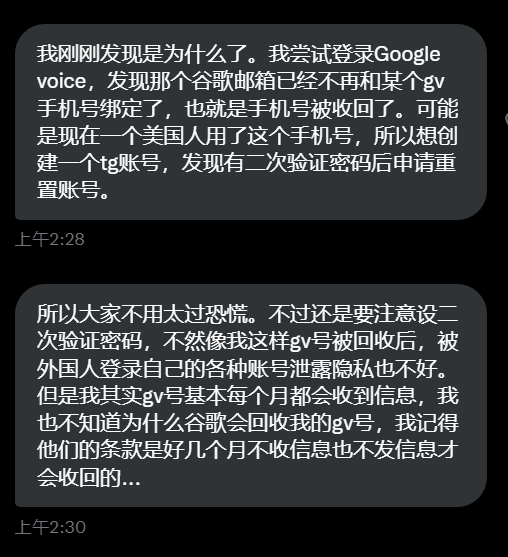 我刚刚发现是为什么了。我尝试登录Google
voice，发现那个谷歌邮箱已经不再和某个gv
手机号绑定了，也就是手机号被收回了。可能
是现在一个美国人用了这个手机号，所以想创
建一个tg账号，发现有二次验证密码后申请重
置账号。
上午2:28
所以大家不用太过恐慌。不过还是要注意设二
次验证密码，不然像我这样gv号被回收后，被
外国人登录自己的各种账号泄露隐私也不好。
但是我其实gv号基本每个月都会收到信息，我
也不知道为什么谷歌会回收我的gv号，我记得
他们的条款是好几个月不收信息也不发信息才
会收回的...
上午2:30